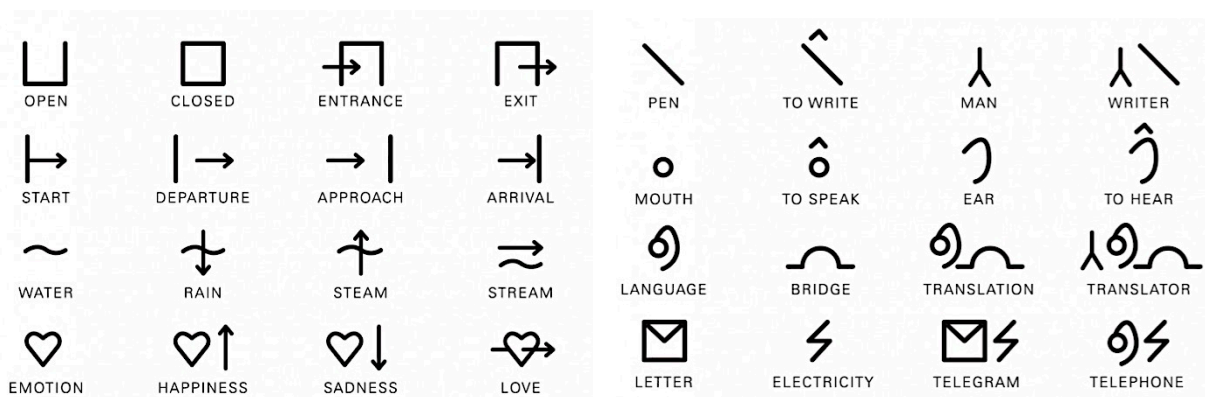 OPEN CLOSED ENTRANCE EXIT
START DEPARTURE APPROACH ARRIVAL
WATER RAIN STEAM STREAM
EMOTION HAPPINESS SADNESS LOVE
PEN TO WRITE MAN WRITER
MOUTH TO SPEAK EAR TO HEAR
LANGUAGE BRIDGE TRANSLATION TRANSLATOR
LETTER ELECTRICITY TELEGRAM TELEPHONE